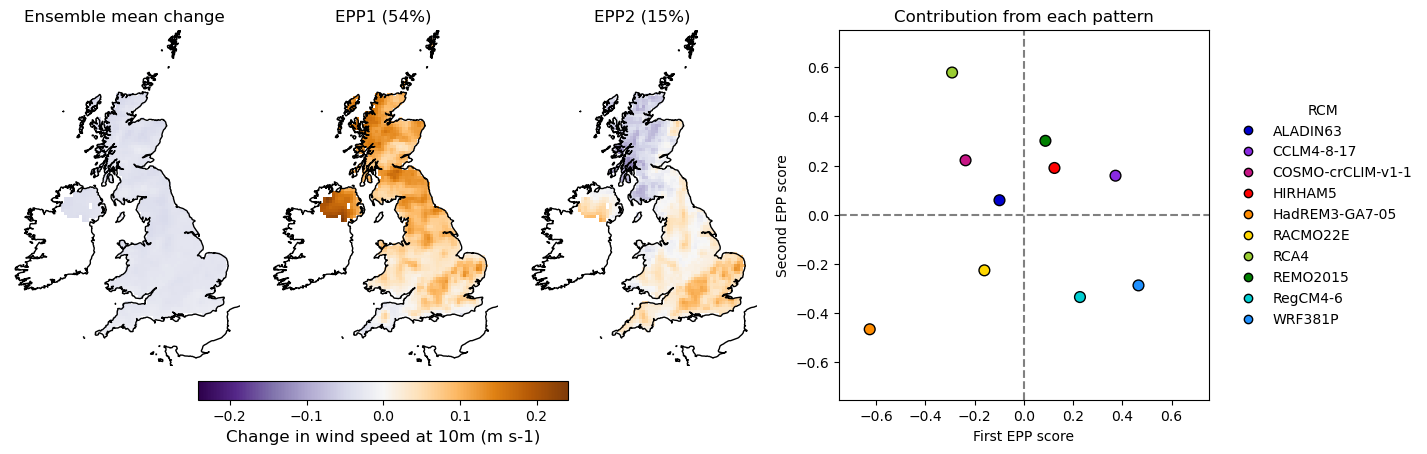 Ensemble mean change
EPP1 (54%)
EPP2 (15%)
Contribution from each pattern
−0.2
−0.1
0.0
0.1
0.2
Change in wind speed at 10m (m s-1)
Second EPP score
0.6
0.4
0.2
0.0
−0.2
−0.4
−0.6
−0.6
−0.4
−0.2
0.0
0.2
0.4
0.6
First EPP score
RCM
ALADIN63
CCLM4-8-17
COSMO-crCLIM-v1-1
HIRHAM5
HadREM3-GA7-05
RACMO22E
RCA4
REMO2015
RegCM4-6
WRF381P